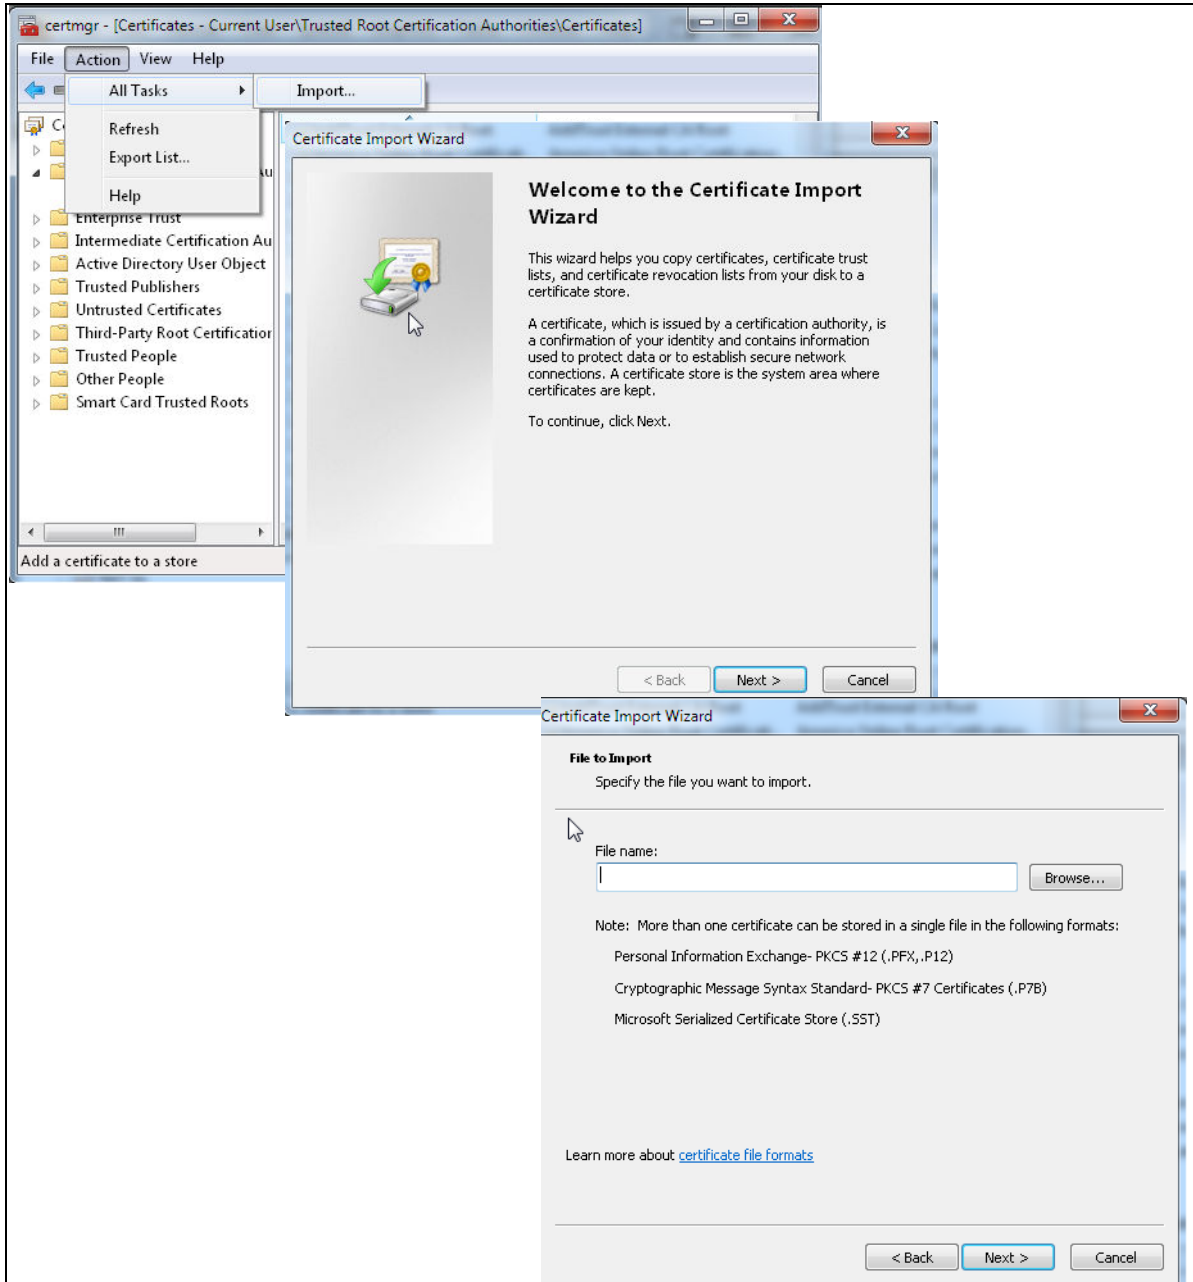 certmgr - [Certificates - Current User\Trusted Root Certification Authorities\Certificates]
File Action View Help
All Tasks
Import...
Refresh
Export List...
Help
Enterprise Trust
Intermediate Certification Au
Active Directory User Object
Trusted Publishers
Untrusted Certificates
Third-Party Root Certification
Trusted People
Other People
Smart Card Trusted Roots
Add a certificate to a store
Certificate Import Wizard
Welcome to the Certificate Import
Wizard
This wizard helps you copy certificates, certificate trust
lists, and certificate revocation lists from your disk to a
certificate store.
A certificate, which is issued by a certification authority, is
a confirmation of your identity and contains information
used to protect data or to establish secure network
connections. A certificate store is the system area where
certificates are kept.
To continue, click Next.
< Back Next > Cancel
Certificate Import Wizard
File to Import
Specify the file you want to import.
File name:
Browse...
Note: More than one certificate can be stored in a single file in the following formats:
Personal Information Exchange- PKCS #12 (.PFX,.P12)
Cryptographic Message Syntax Standard- PKCS #7 Certificates (.P7B)
Microsoft Serialized Certificate Store (.SST)
Learn more about certificate file formats
< Back Next > Cancel